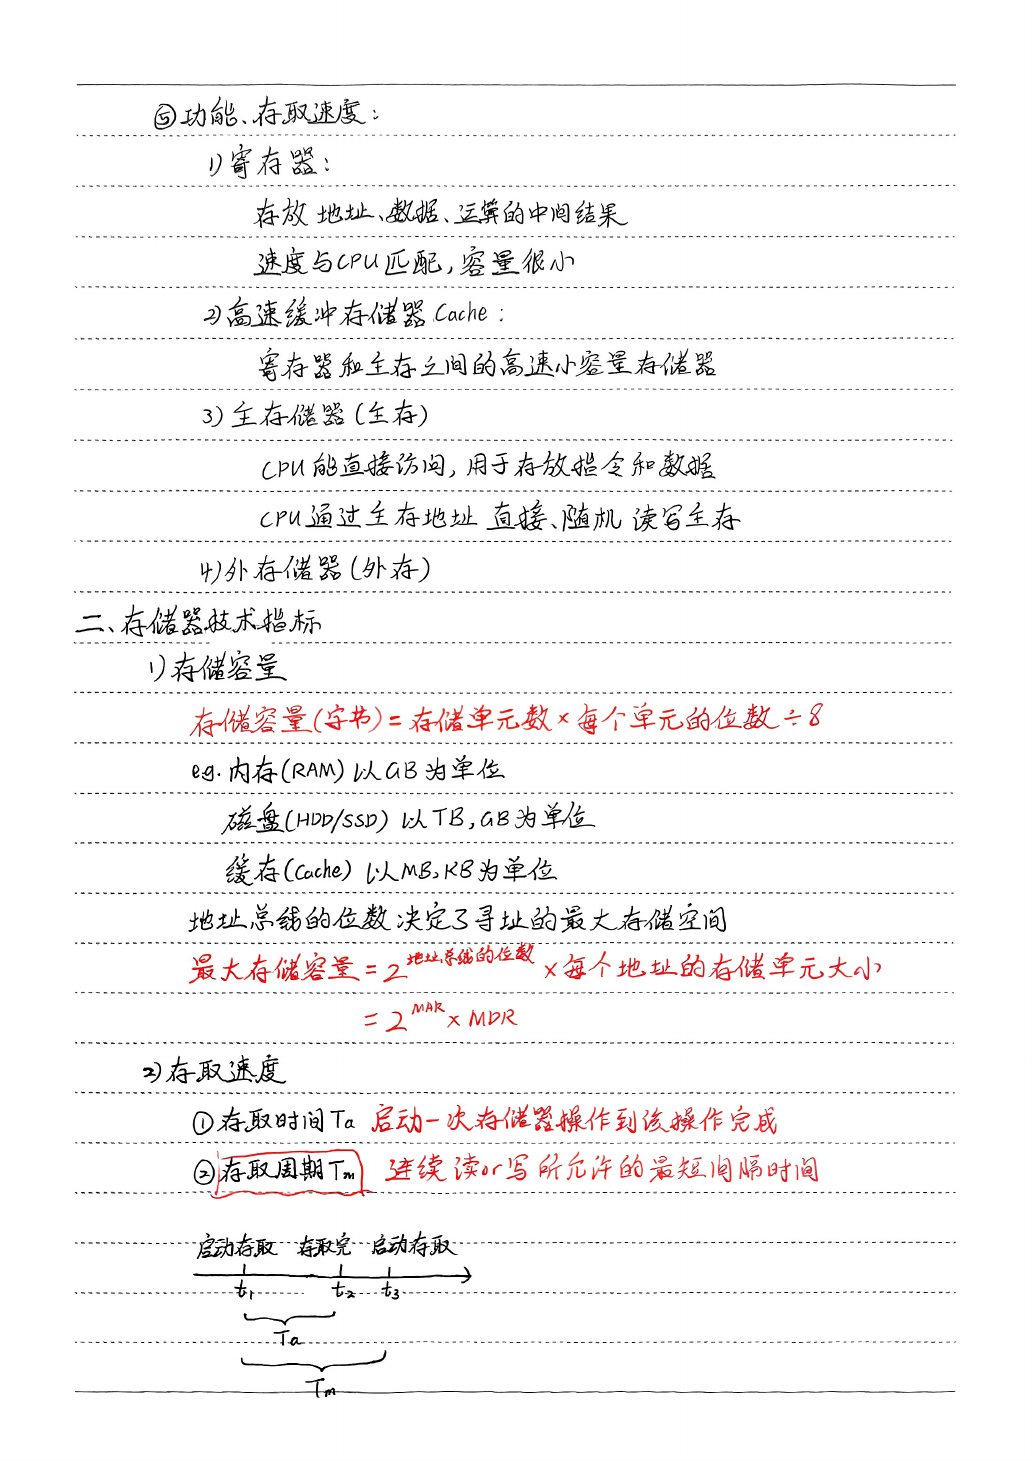 ⑤功能、存取速度：
1)寄存器：
存放 地址、数据、运算的中间结果
速度与CPU匹配，容量很小
2)高速缓冲存储器Cache：
寄存器和主存之间的高速小容量存储器
3)主存储器(主存)
CPU能直接访问，用于存放指令和数据
CPU通过主存地址 直接、随机 读写主存
4)外存储器(外存)
二、存储器技术指标
1)存储容量
存储容量(字节)=存储单元数×每个单元的位数÷8
eg.内存(RAM)以GB为单位
磁盘(HDD/SSD)以TB,GB为单位
缓存(Cache)以MB,KB为单位
地址总线的位数决定了寻址的最大存储空间
最大存储容量=2^地址总线的位数×每个地址的存储单元大小
=2^MAR×MDR
2)存取速度
①存取时间Ta 启动一次存储器操作到该操作完成
②存取周期Tm 连续读or写所允许的最短间隔时间
启动存取 存取完 启动存取
t1 t2 t3
Ta
Tm